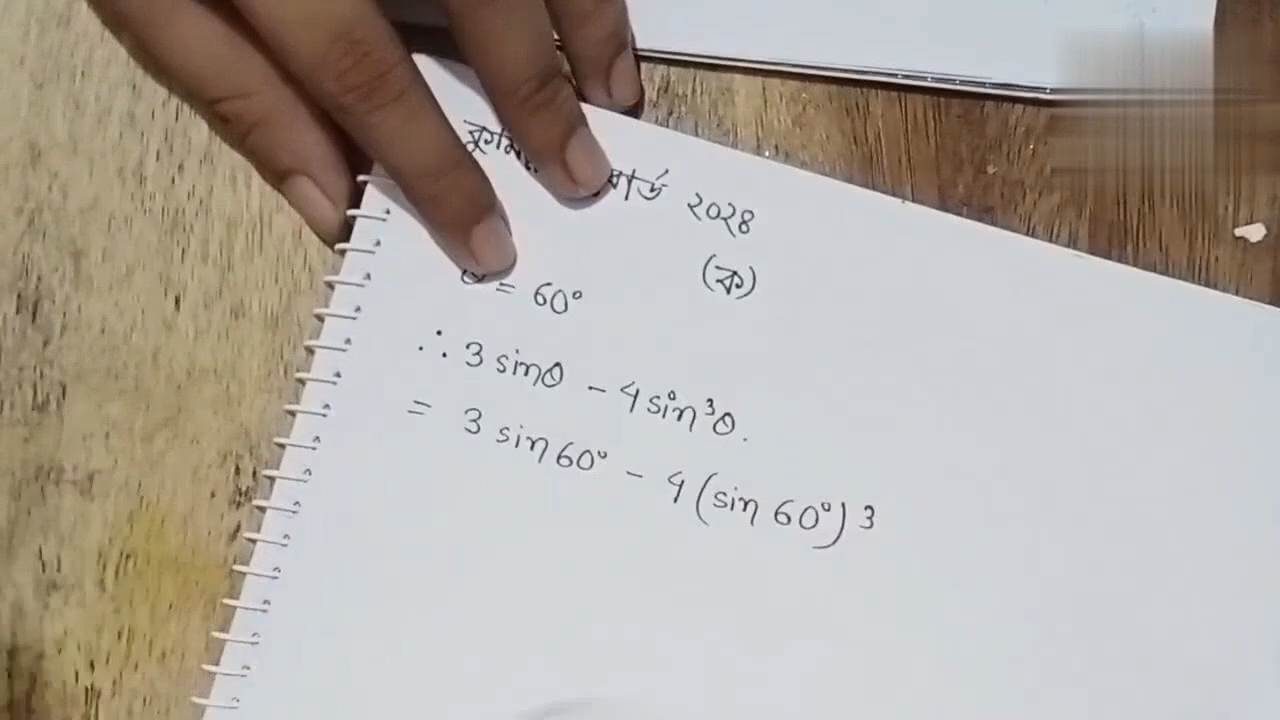 ২০২৪
(ক)
= 60°
∴ 3 sinθ - 4 sin³θ.
= 3 sin 60° - 4 (sin 60°)³